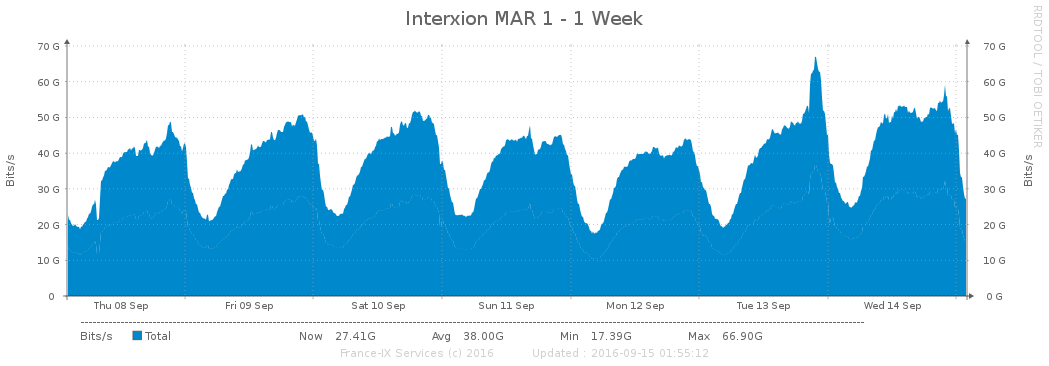 Interxion MAR 1 - 1 Week
RRDTOOL / TOBI OETIKER
Bits/s
70 G 70 G
60 G 60 G
50 G 50 G
40 G 40 G
30 G 30 G
20 G 20 G
10 G 10 G
0 0 G
Bits/s
Thu 08 Sep Fri 09 Sep Sat 10 Sep Sun 11 Sep Mon 12 Sep Tue 13 Sep Wed 14 Sep
Bits/s Total Now 27.41G Avg 38.00G Min 17.39G Max 66.90G
France-IX Services (c) 2016 Updated : 2016-09-15 01:55:12